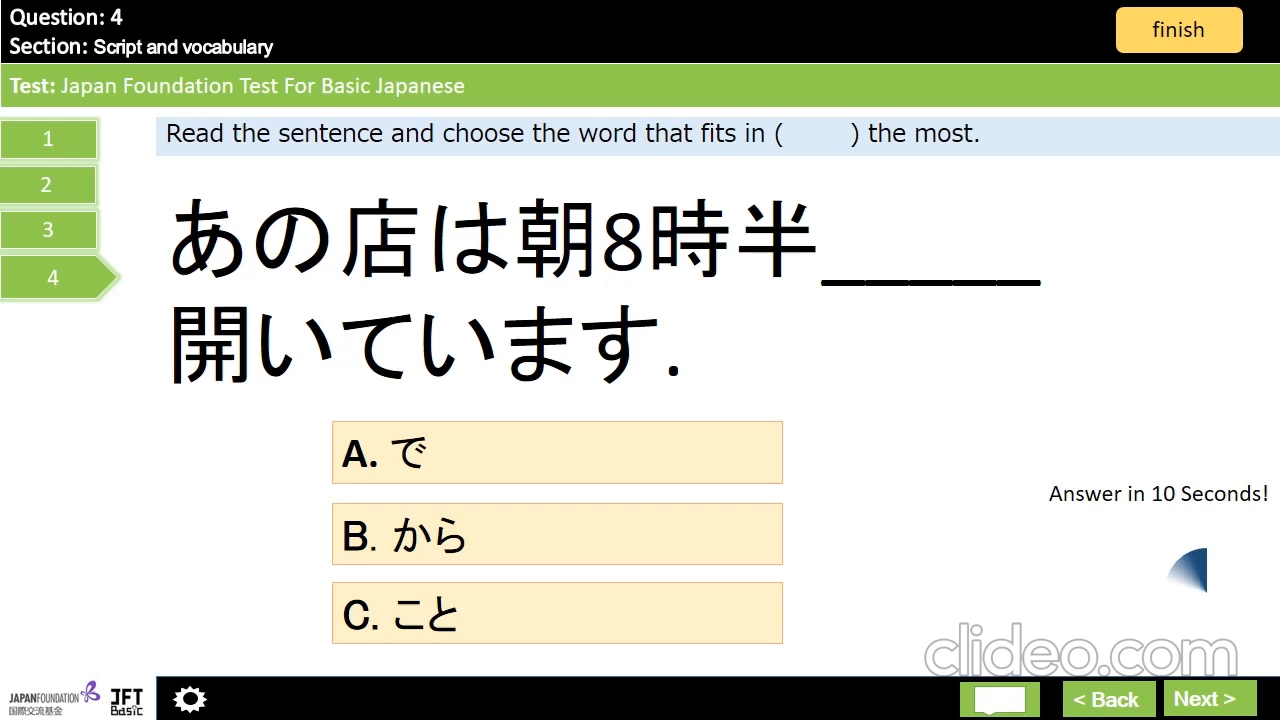 Question: 4
Section: Script and vocabulary
finish
Test: Japan Foundation Test For Basic Japanese
1
2
3
4
Read the sentence and choose the word that fits in (      ) the most.
あの店は朝8時半_____
開いています.
A. で
B. から
C. こと
Answer in 10 Seconds!
clideo.com
JAPANFOUNDATION
国際交流基金
JFT
Basic
< Back
Next >